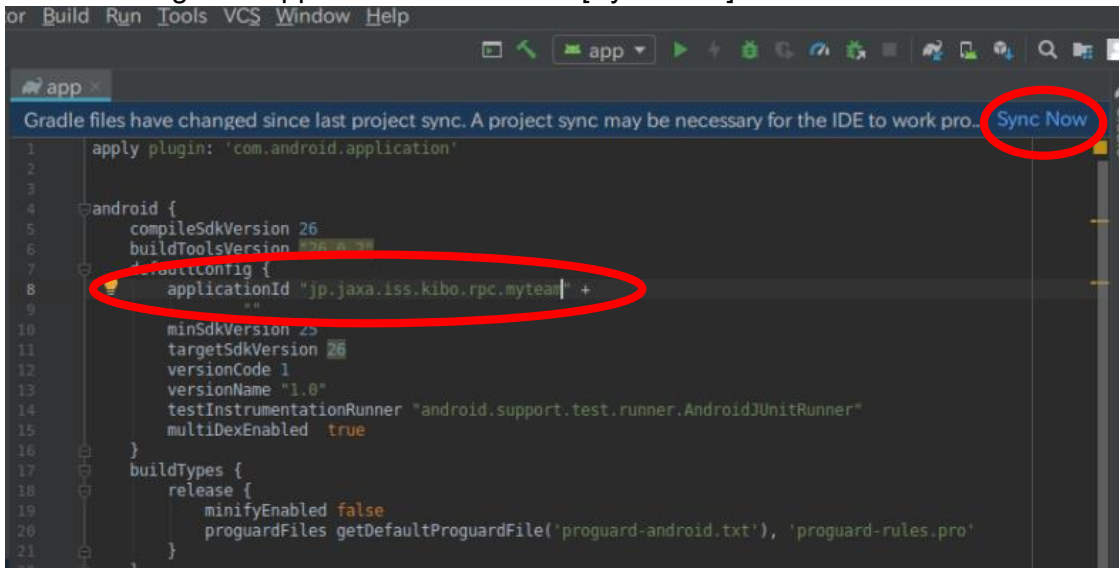 or Build Run Tools VCS Window Help
app
app
Gradle files have changed since last project sync. A project sync may be necessary for the IDE to work pro.. Sync Now
1 apply plugin: 'com.android.application'
2
3
4 android {
5 compileSdkVersion 26
6 buildToolsVersion "26.0.2"
7 defaultConfig {
8 applicationId "jp.jaxa.iss.kibo.rpc.myteam" +
9 ""
10 minSdkVersion 25
11 targetSdkVersion 26
12 versionCode 1
13 versionName "1.0"
14 testInstrumentationRunner "android.support.test.runner.AndroidJUnitRunner"
15 multiDexEnabled true
16 }
17 buildTypes {
18 release {
19 minifyEnabled false
20 proguardFiles getDefaultProguardFile('proguard-android.txt'), 'proguard-rules.pro'
21 }